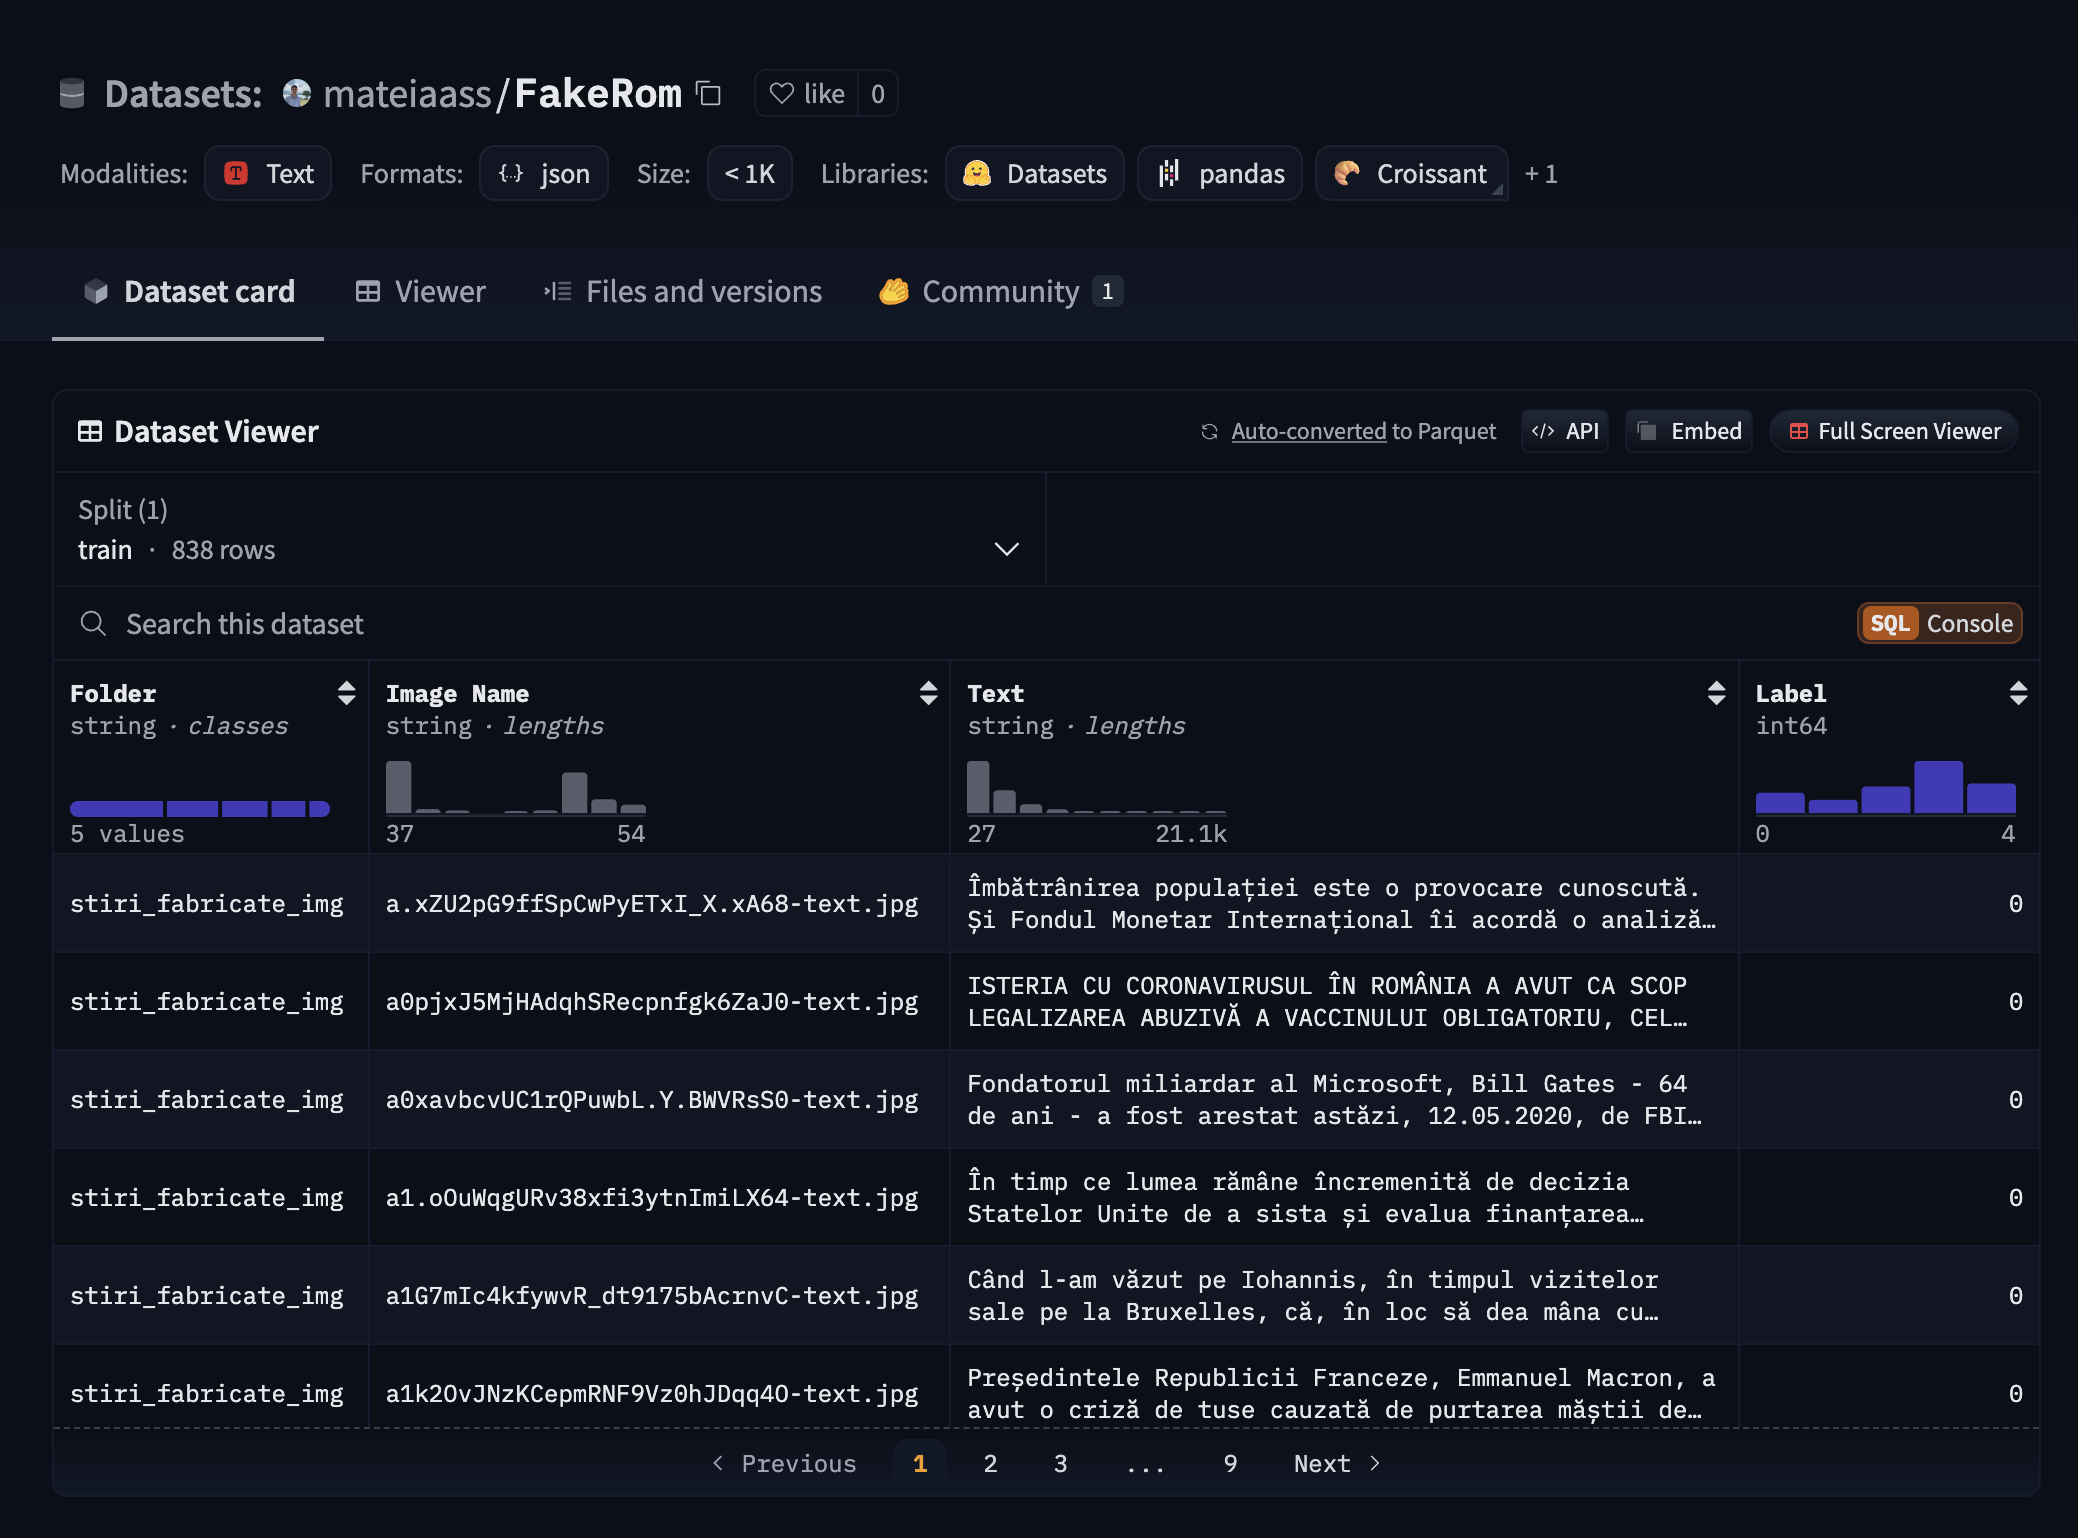 Datasets: mateiaass/FakeRom like 0
Modalities: Text Formats: json Size: < 1K Libraries: Datasets pandas Croissant + 1
Dataset card Viewer Files and versions Community 1
Dataset Viewer Auto-converted to Parquet API Embed Full Screen Viewer
Split (1)
train · 838 rows
Search this dataset SQL Console
Folder Image Name Text Label
string · classes string · lengths string · lengths int64
5 values 37 54 27 21.1k 0 4
stiri_fabricate_img a.xZU2pG9ffSpCwPyETxI_X.xA68-text.jpg Îmbătrânirea populației este o provocare cunoscută. 0
Și Fondul Monetar Internațional îi acordă o analiză…
stiri_fabricate_img a0pjxJ5MjHAdqhSRecpnfgk6ZaJ0-text.jpg ISTERIA CU CORONAVIRUSUL ÎN ROMÂNIA A AVUT CA SCOP 0
LEGALIZAREA ABUZIVĂ A VACCINULUI OBLIGATORIU, CEL…
stiri_fabricate_img a0xavbcvUC1rQPuwbL.Y.BWVRsS0-text.jpg Fondatorul miliardar al Microsoft, Bill Gates - 64 0
de ani - a fost arestat astăzi, 12.05.2020, de FBI…
stiri_fabricate_img a1.oOuWqgURv38xfi3ytnImiLX64-text.jpg În timp ce lumea rămâne încremenită de decizia 0
Statelor Unite de a sista și evalua finanțarea…
stiri_fabricate_img a1G7mIc4kfywvR_dt9175bAcrnvC-text.jpg Când l-am văzut pe Iohannis, în timpul vizitelor 0
sale pe la Bruxelles, că, în loc să dea mâna cu…
stiri_fabricate_img a1k2OvJNzKCepmRNF9Vz0hJDqq4O-text.jpg Președintele Republicii Franceze, Emmanuel Macron, a 0
avut o criză de tuse cauzată de purtarea măștii de…
Previous 1 2 3 ... 9 Next